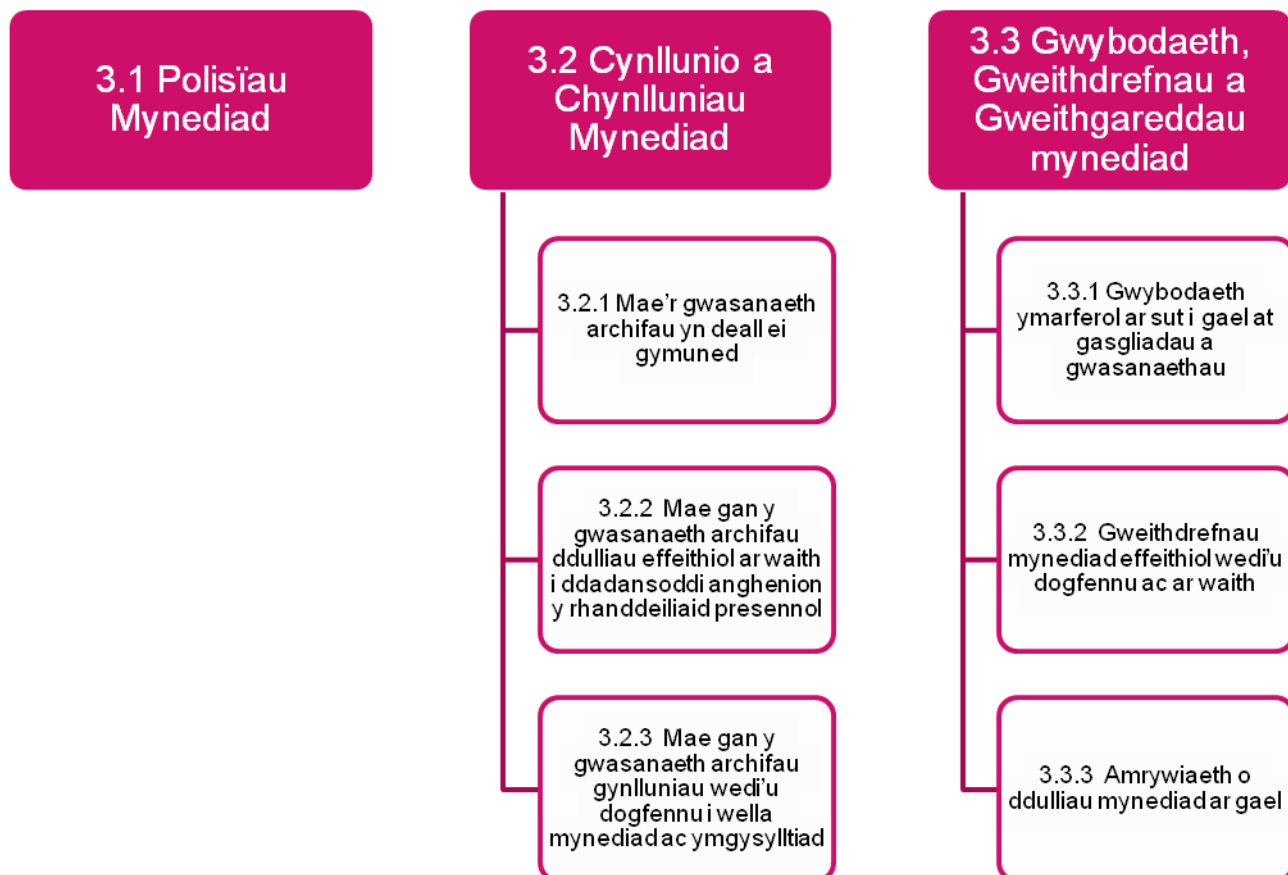 3.1 Polisïau
Mynediad
3.2 Cynllunio a
Chynlluniau
Mynediad
3.2.1 Mae'r gwasanaeth
archifau yn deall ei
gymuned
3.2.2 Mae gan y
gwasanaeth archifau
ddulliau effeithiol ar waith
i ddadansoddi anghenion
y rhanddeiliaid presennol
3.2.3 Mae gan y
gwasanaeth archifau
gynlluniau wedi'u
dogfennu i wella
mynediad ac ymgysylltiad
3.3 Gwybodaeth,
Gweithdrefnau a
Gweithgareddau
mynediad
3.3.1 Gwybodaeth
ymarferol ar sut i gael at
gasgliadau a
gwasanaethau
3.3.2 Gweithdrefnau
mynediad effeithiol wedi'u
dogfennu ac ar waith
3.3.3 Amrywiaeth o
ddulliau mynediad ar gael